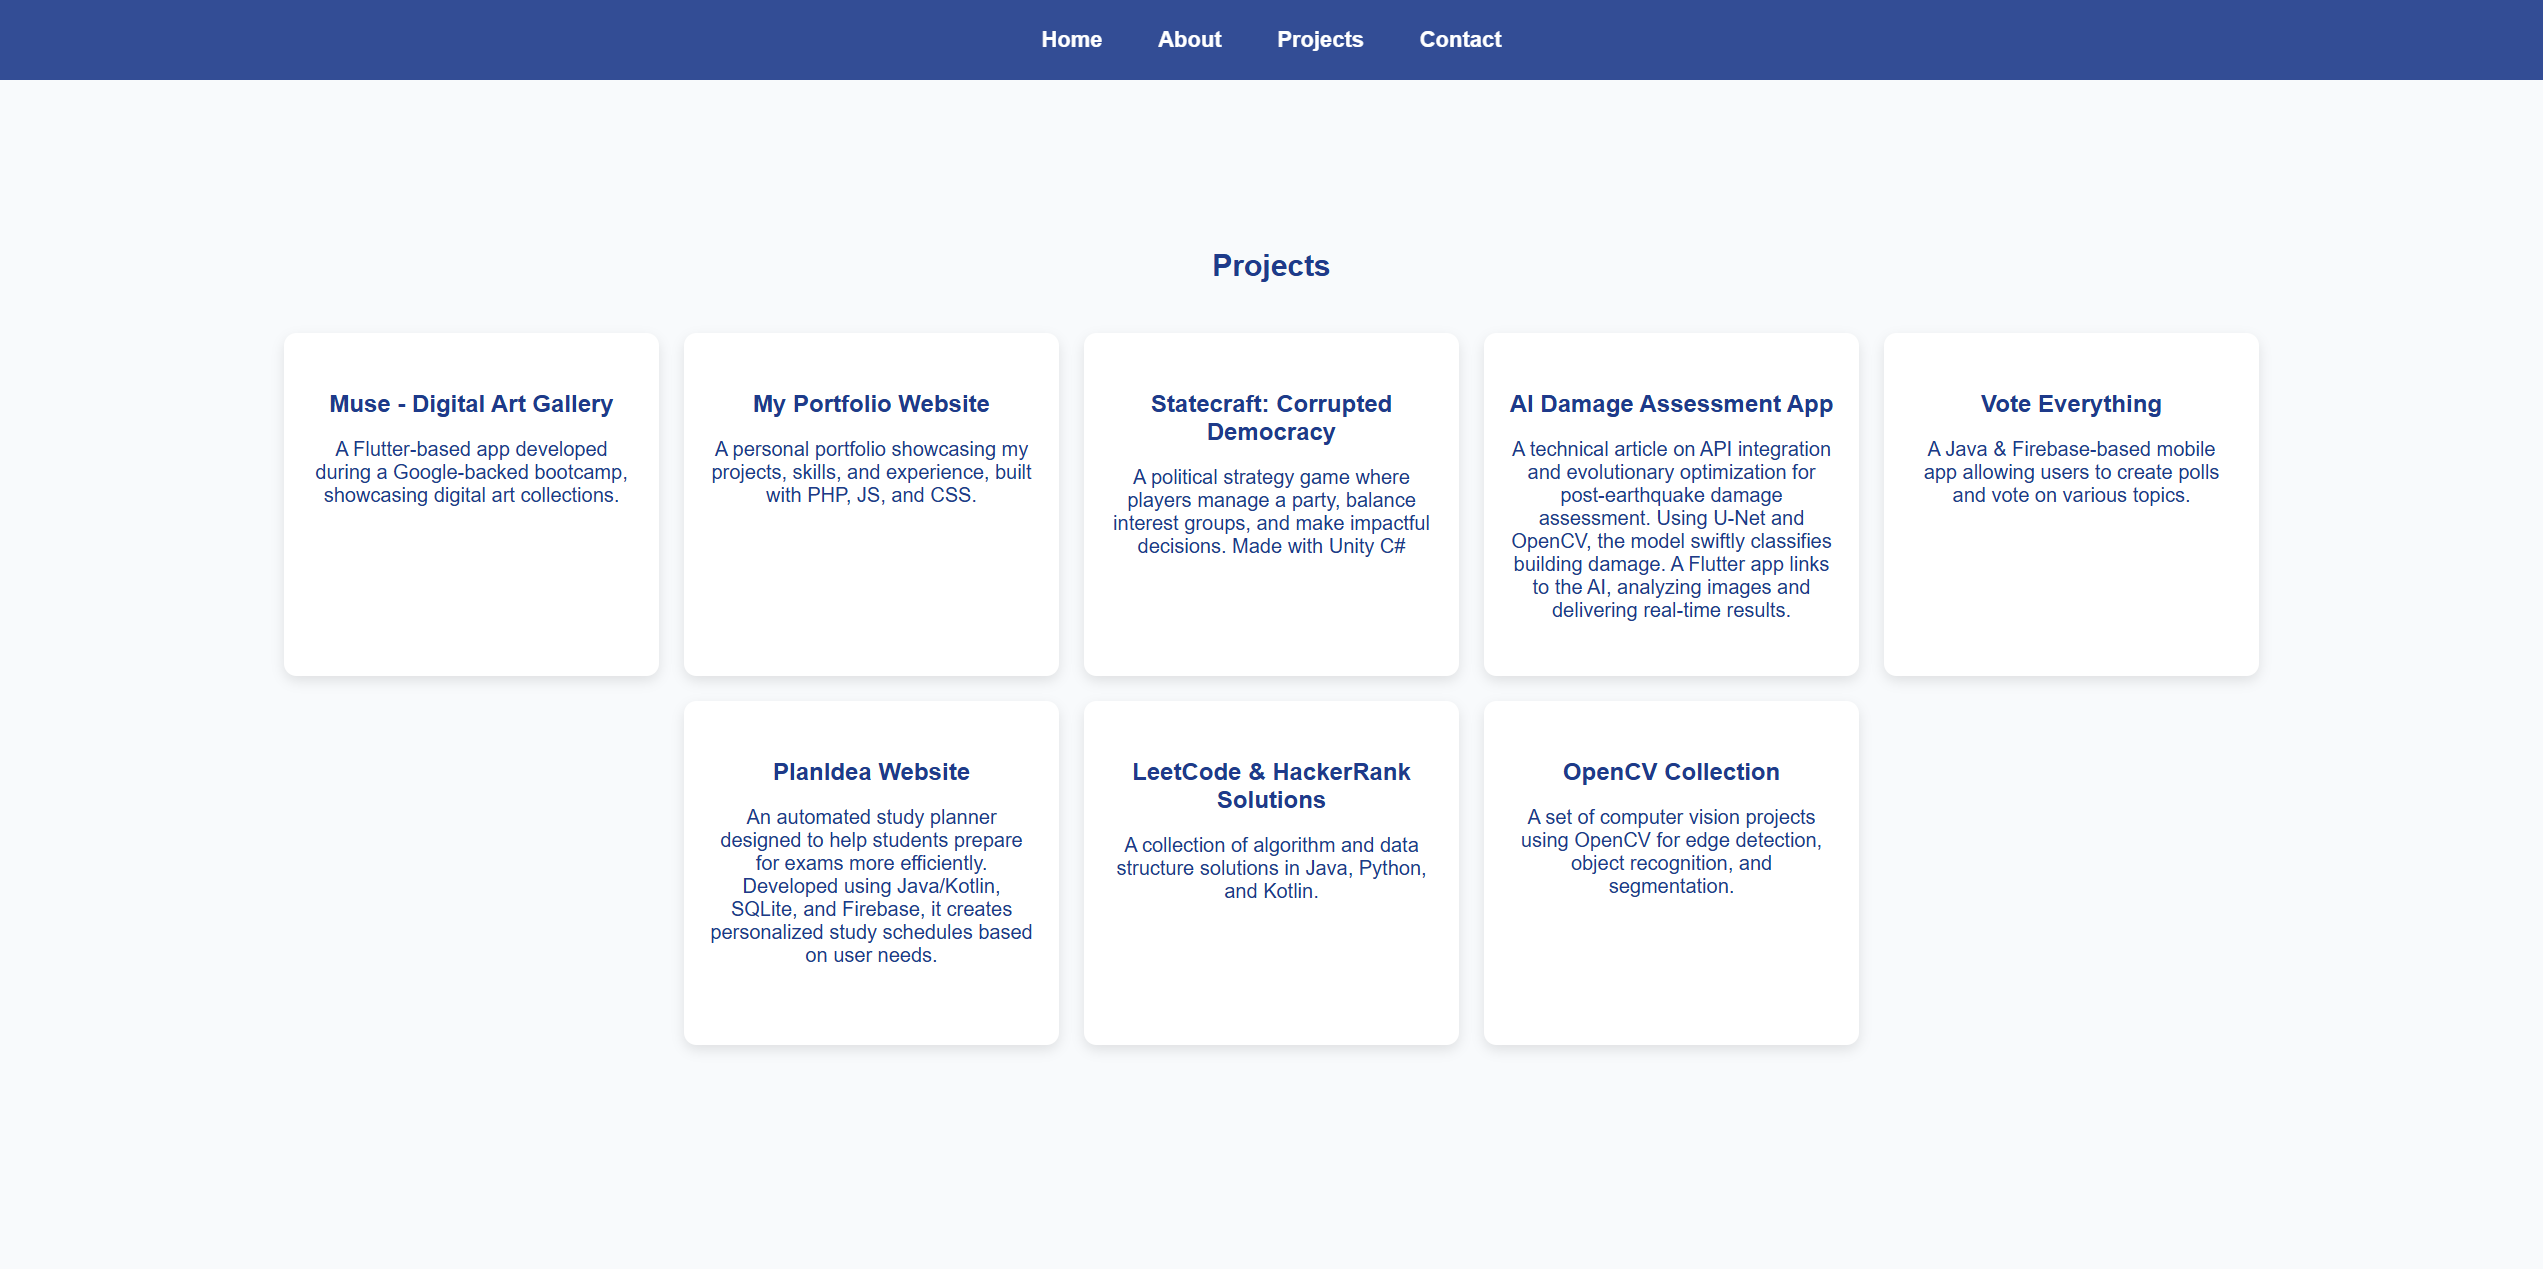 Home About Projects Contact
Projects
Muse - Digital Art Gallery
A Flutter-based app developed
during a Google-backed bootcamp,
showcasing digital art collections.
My Portfolio Website
A personal portfolio showcasing my
projects, skills, and experience, built
with PHP, JS, and CSS.
Statecraft: Corrupted
Democracy
A political strategy game where
players manage a party, balance
interest groups, and make impactful
decisions. Made with Unity C#
AI Damage Assessment App
A technical article on API integration
and evolutionary optimization for
post-earthquake damage
assessment. Using U-Net and
OpenCV, the model swiftly classifies
building damage. A Flutter app links
to the AI, analyzing images and
delivering real-time results.
Vote Everything
A Java & Firebase-based mobile
app allowing users to create polls
and vote on various topics.
PlanIdea Website
An automated study planner
designed to help students prepare
for exams more efficiently.
Developed using Java/Kotlin,
SQLite, and Firebase, it creates
personalized study schedules based
on user needs.
LeetCode & HackerRank
Solutions
A collection of algorithm and data
structure solutions in Java, Python,
and Kotlin.
OpenCV Collection
A set of computer vision projects
using OpenCV for edge detection,
object recognition, and
segmentation.